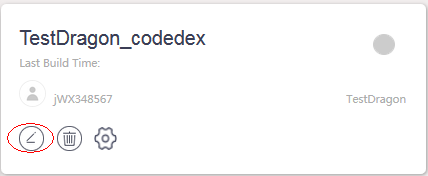 TestDragon_codedex
Last Build Time:
jWX348567 TestDragon